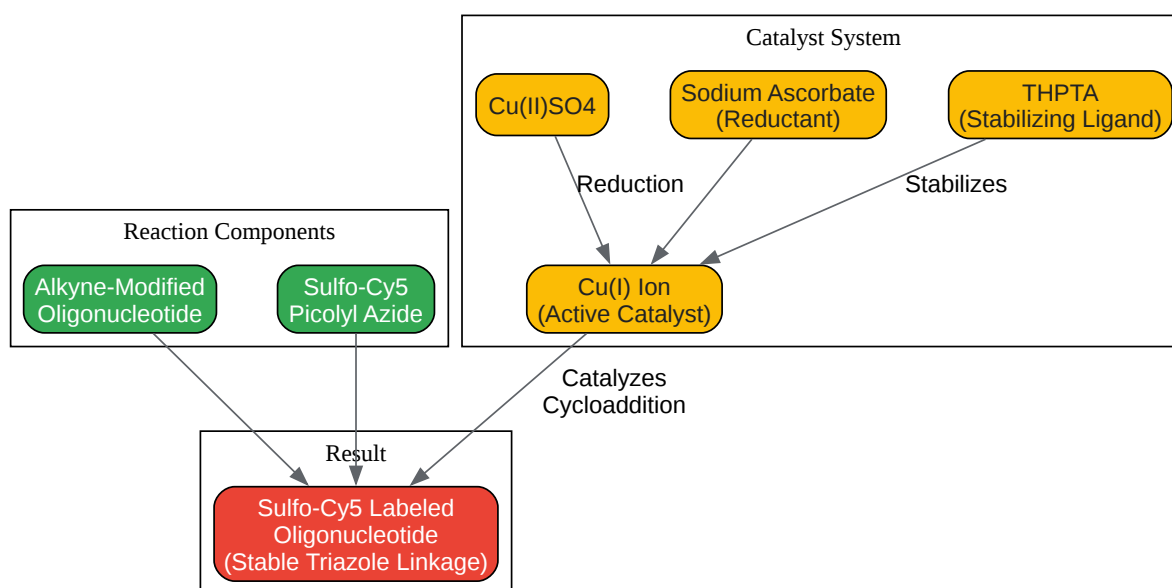 Catalyst System
Cu(II)SO4
Sodium Ascorbate
(Reductant)
THPTA
(Stabilizing Ligand)
Reduction
Stabilizes
Reaction Components
Alkyne-Modified
Oligonucleotide
Sulfo-Cy5
Picolyl Azide
Cu(I) Ion
(Active Catalyst)
Catalyzes
Cycloaddition
Result
Sulfo-Cy5 Labeled
Oligonucleotide
(Stable Triazole Linkage)